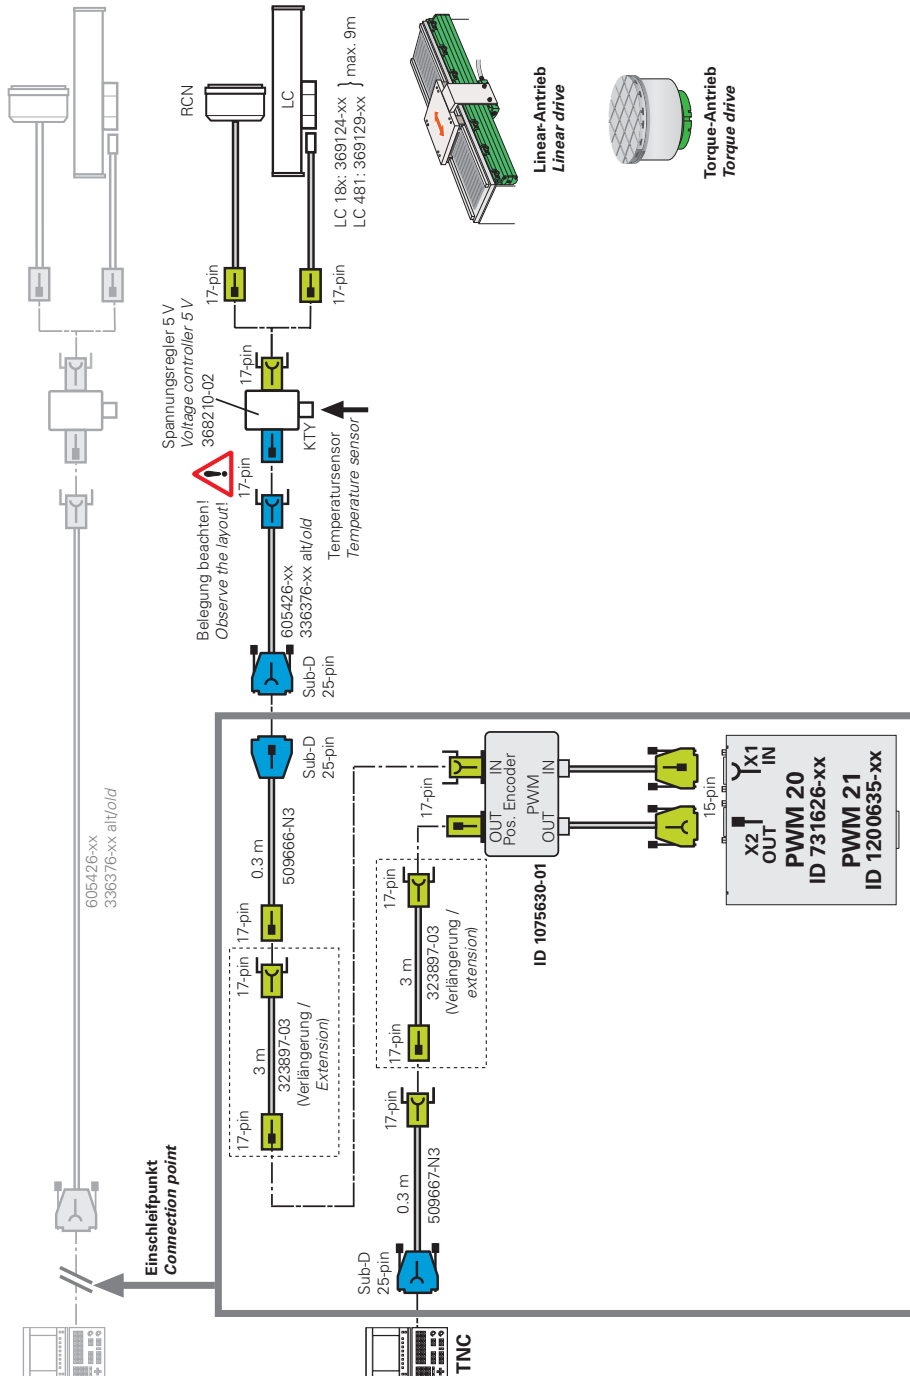 605426-xx
336376-xx alt/old
Einschleifpunkt
Connection point
RCN
LC
LC 18x: 369124-xx
LC 481: 369129-xx
} max. 9m
17-pin
17-pin
Spannungsregler 5 V
Voltage controller 5 V
368210-02
17-pin
KTY
Temperatursensor
Temperature sensor
17-pin
Belegung beachten!
Observe the layout!
605426-xx
336376-xx alt/old
Sub-D
25-pin
Sub-D
25-pin
0.3 m
509666-N3
17-pin
17-pin
3 m
323897-03
(Verlängerung /
Extension)
17-pin
Linear-Antrieb
Linear drive
Torque-Antrieb
Torque drive
17-pin
OUT
IN
Pos. Encoder
PWM
OUT
IN
ID 1075630-01
15-pin
X2
OUT
X1
IN
PWM 20
ID 731626-xx
PWM 21
ID 1200635-xx
17-pin
3 m
323897-03
(Verlängerung /
extension)
17-pin
17-pin
0.3 m
509667-N3
Sub-D
25-pin
TNC